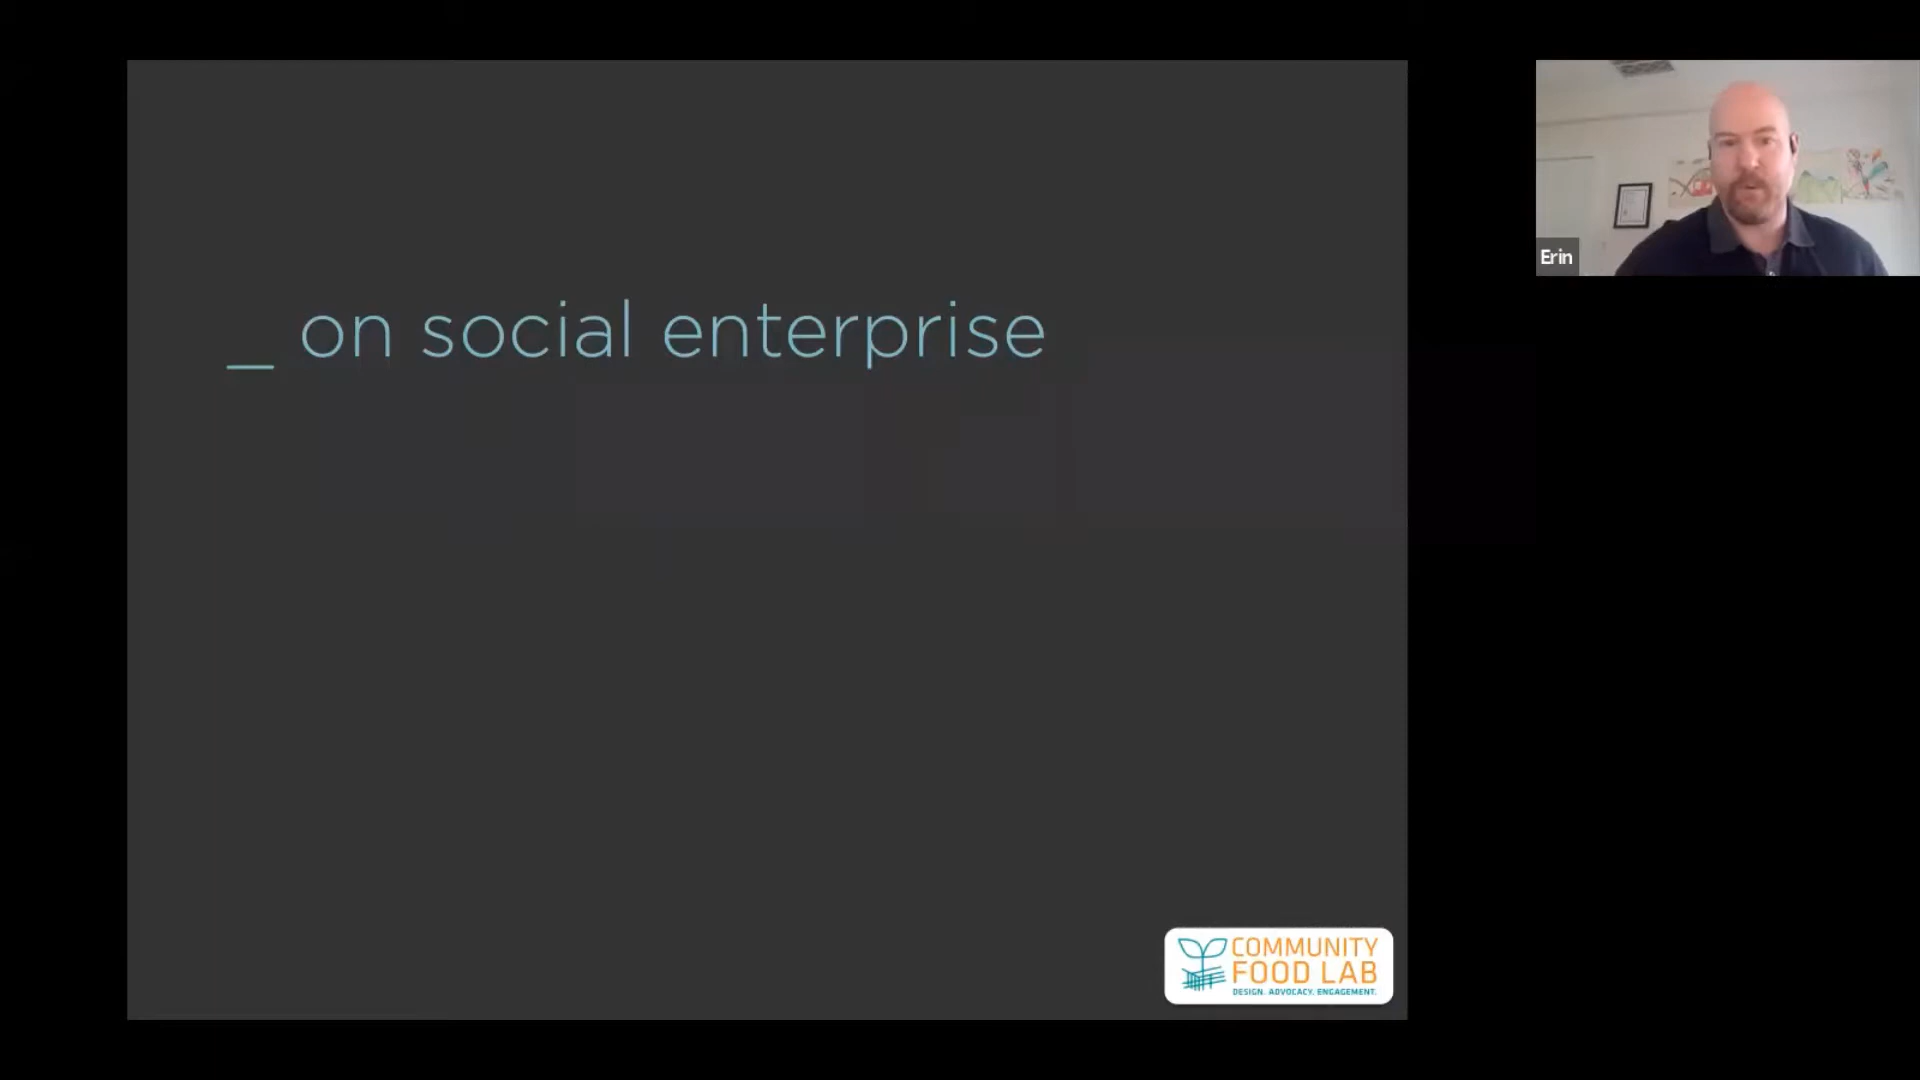 _ on social enterprise
Erin
COMMUNITY
FOOD LAB
DESIGN. ADVOCACY. ENGAGEMENT.